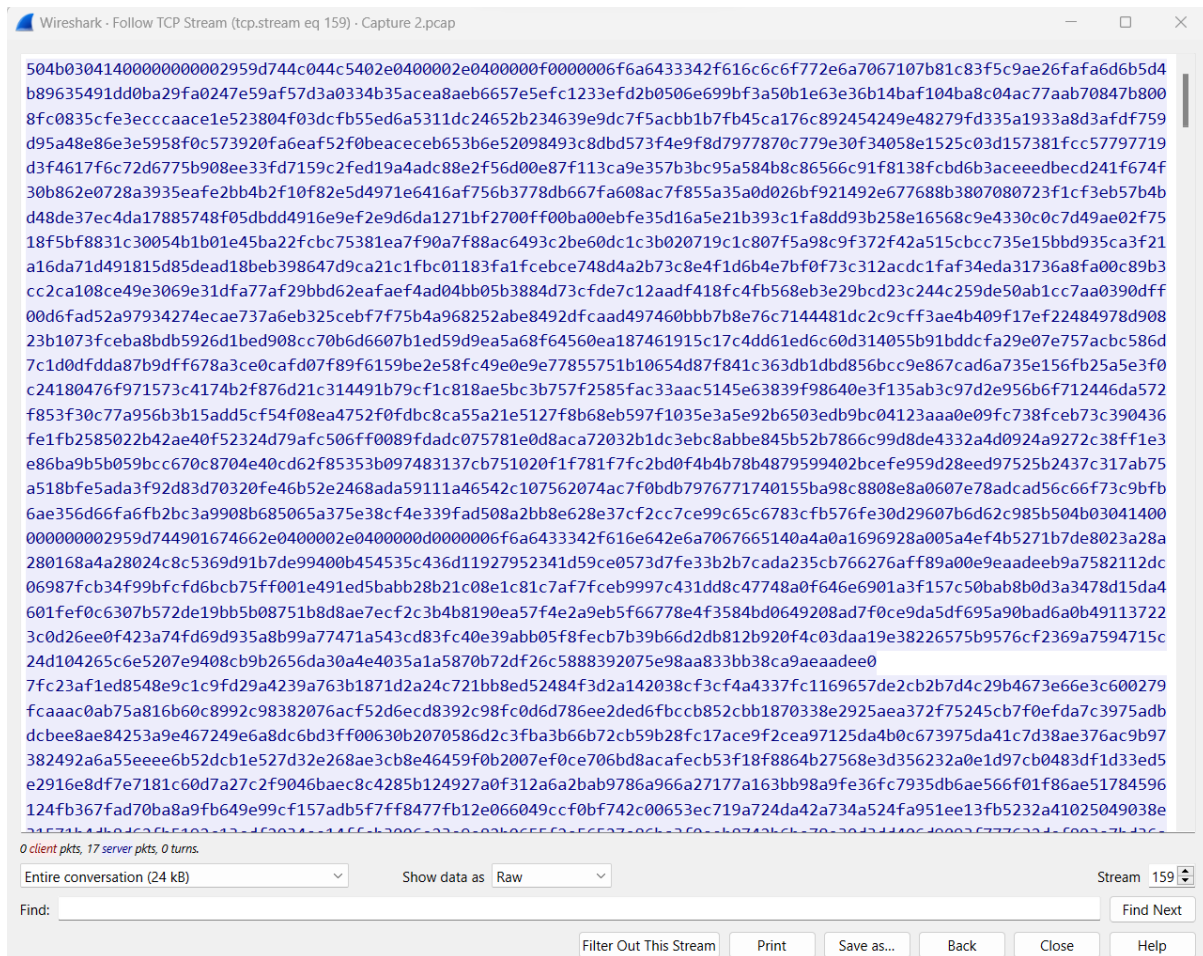 Wireshark · Follow TCP Stream (tcp.stream eq 159) · Capture 2.pcap
504b03041400000000002959d744c044c5402e0400002e0400000f0000006f6a6433342f616c6c6f772e6a7067107b81c83f5c9ae26fafa6d6b5d4
b89635491dd0ba29fa0247e59af57d3a0334b35acea8aeb6657e5efc1233efd2b0506e699bf3a50b1e63e36b14baf104ba8c04ac77aab70847b800
8fc0835cfe3ecccaace1e523804f03dcfb55ed6a5311dc24652b234639e9dc7f5acbb1b7fb45ca176c892454249e48279fd335a1933a8d3afdf759
d95a48e86e3e5958f0c573920fa6eaf52f0beaceceb653b6e52098493c8dbd573f4e9f8d7977870c779e30f34058e1525c03d157381fcc57797719
d3f4617f6c72d6775b908ee33fd7159c2fed19a4adc88e2f56d00e87f113ca9e357b3bc95a584b8c86566c91f8138fcbd6b3aceeedbecd241f674f
30b862e0728a3935eafe2bb4b2f10f82e5d4971e6416af756b3778db667fa608ac7f855a35a0d026bf921492e677688b3807080723f1cf3eb57b4b
d48de37ec4da17885748f05dbdd4916e9ef2e9d6da1271bf2700ff00ba00ebfe35d16a5e21b393c1fa8dd93b258e16568c9e4330c0c7d49ae02f75
18f5bf8831c30054b1b01e45ba22fcbc75381ea7f90a7f88ac6493c2be60dc1c3b020719c1c807f5a98c9f372f42a515cbcc735e15bbd935ca3f21
a16da71d491815d85dead18beb398647d9ca21c1fbc01183fa1fcebce748d4a2b73c8e4f1d6b4e7bf0f73c312acdc1faf34eda31736a8fa00c89b3
cc2ca108ce49e3069e31dfa77af29bbd62eafaef4ad04bb05b3884d73cfde7c12aadf418fc4fb568eb3e29bcd23c244c259de50ab1cc7aa0390dff
00d6fad52a97934274ecae737a6eb325cebf7f75b4a968252abe8492dfcaad497460bbb7b8e76c7144481dc2c9cff3ae4b409f17ef22484978d908
23b1073fceba8bdb5926d1bed908cc70b6d6607b1ed59d9ea5a68f64560ea187461915c17c4dd61ed6c60d314055b91bddcfa29e07e757acbc586d
7c1d0dfdda87b9dff678a3ce0cafd07f89f6159be2e58fc49e0e9e77855751b10654d87f841c363db1dbd856bcc9e867cad6a735e156fb25a5e3f0
c24180476f971573c4174b2f876d21c314491b79cf1c818ae5bc3b757f2585fac33aac5145e63839f98640e3f135ab3c97d2e956b6f712446da572
f853f30c77a956b3b15add5cf54f08ea4752f0fdbc8ca55a21e5127f8b68eb597f1035e3a5e92b6503edb9bc04123aaa0e09fc738fceb73c390436
fe1fb2585022b42ae40f52324d79afc506ff0089fdadc075781e0d8aca72032b1dc3ebc8abbe845b52b7866c99d8de4332a4d0924a9272c38ff1e3
e86ba9b5b059bcc670c8704e40cd62f85353b097483137cb751020f1f781f7fc2bd0f4b4b78b4879599402bcefe959d28eed97525b2437c317ab75
a518bfe5ada3f92d83d70320fe46b52e2468ada59111a46542c107562074ac7f0bdb7976771740155ba98c8808e8a0607e78adcad56c66f73c9bfb
6ae356d66fa6fb2bc3a9908b685065a375e38cf4e339fad508a2bb8e628e37cf2cc7ce99c65c6783cfb576fe30d29607b6d62c985b504b03041400
000000002959d744901674662e0400002e0400000d0000006f6a6433342f616e642e6a7067665140a4a0a1696928a005a4ef4b5271b7de8023a28a
280168a4a28024c8c5369d91b7de99400b454535c436d11927952341d59ce0573d7fe33b2b7cada235cb766276aff89a00e9eaadeeb9a7582112dc
06987fcb34f99bfcfd6bcb75ff001e491ed5babb28b21c08e1c81c7af7fceb9997c431dd8c47748a0f646e6901a3f157c50bab8b0d3a3478d15da4
601fef0c6307b572de19bb5b08751b8d8ae7ecf2c3b4b8190ea57f4e2a9eb5f66778e4f3584bd0649208ad7f0ce9da5df695a90bad6a0b49113722
3c0d26ee0f423a74fd69d935a8b99a77471a543cd83fc40e39abb05f8fecb7b39b66d2db812b920f4c03daa19e38226575b9576cf2369a7594715c
24d104265c6e5207e9408cb9b2656da30a4e4035a1a5870b72df26c5888392075e98aa833bb38ca9aeaadee0
7fc23af1ed8548e9c1c9fd29a4239a763b1871d2a24c721bb8ed52484f3d2a142038cf3cf4a4337fc1169657de2cb2b7d4c29b4673e66e3c600279
fcaaac0ab75a816b60c8992c98382076acf52d6ecd8392c98fc0d6d786ee2ded6fbccb852cbb1870338e2925aea372f75245cb7f0efda7c3975adb
dcbee8ae84253a9e467249e6a8dc6bd3ff00630b2070586d2c3fba3b66b72cb59b28fc17ace9f2cea97125da4b0c673975da41c7d38ae376ac9b97
382492a6a55eeee6b52dcb1e527d32e268ae3cb8e46459f0b2007ef0ce706bd8acafecb53f18f8864b27568e3d356232a0e1d97cb0483df1d33ed5
e2916e8df7e7181c60d7a27c2f9046baec8c4285b124927a0f312a6a2bab9786a966a27177a163bb98a9fe36fc7935db6ae566f01f86ae51784596
124fb367fad70ba8a9fb649e99cf157adb5f7ff8477fb12e066049ccf0bf742c00653ec719a724da42a734a524fa951ee13fb5232a41025049038e
0 client pkts, 17 server pkts, 0 turns.
Entire conversation (24 kB)
Show data as Raw
Stream 159
Find:
Find Next
Filter Out This Stream
Print
Save as...
Back
Close
Help